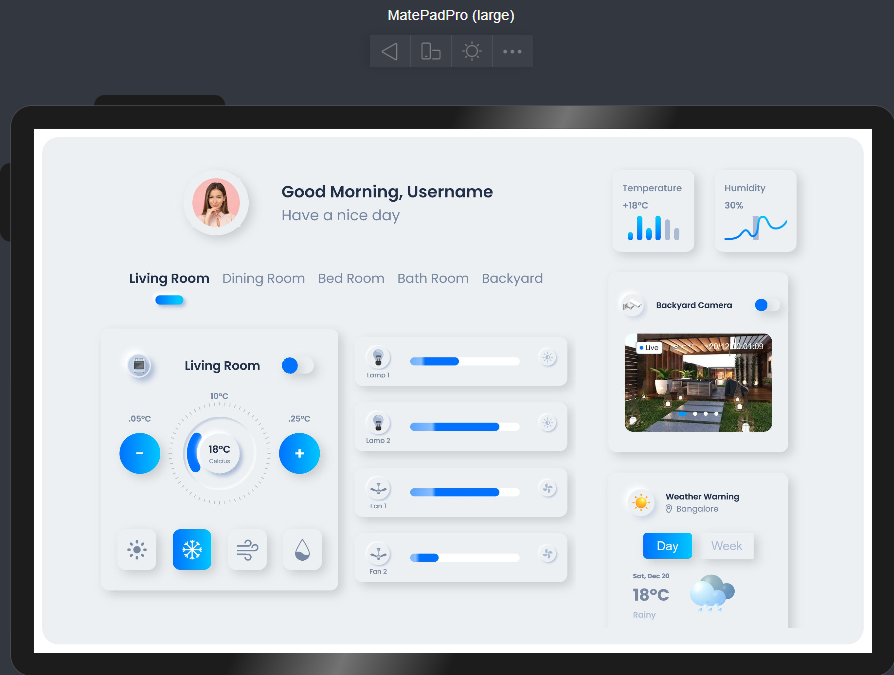 MatePadPro (large)
Good Morning, Username
Have a nice day
Temperature
+18°C
Humidity
30%
Living Room Dining Room Bed Room Bath Room Backyard
Living Room
10°C
.05°C
.25°C
-
18°C
Celcius
+
Lamp 1
Lamp 2
Fan 1
Fan 2
Backyard Camera
Live
Weather Warning
Bangalore
Day Week
Sat, Dec 20
18°C
Rainy